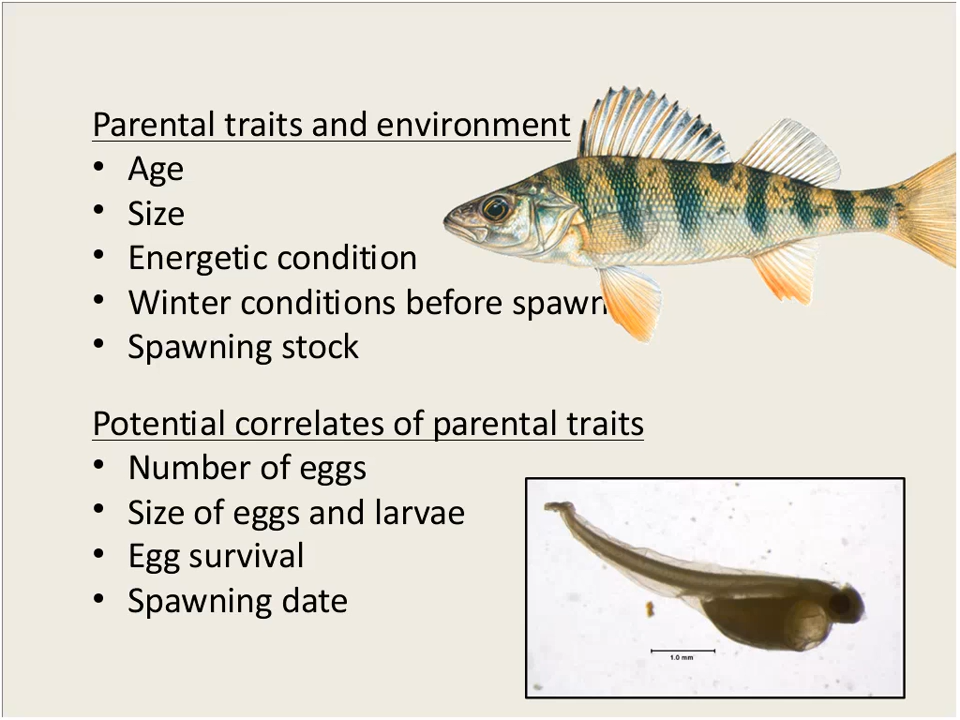 Parental traits and environment
• Age
• Size
• Energetic condition
• Winter conditions before spawn
• Spawning stock
Potential correlates of parental traits
• Number of eggs
• Size of eggs and larvae
• Egg survival
• Spawning date
1.0 mm